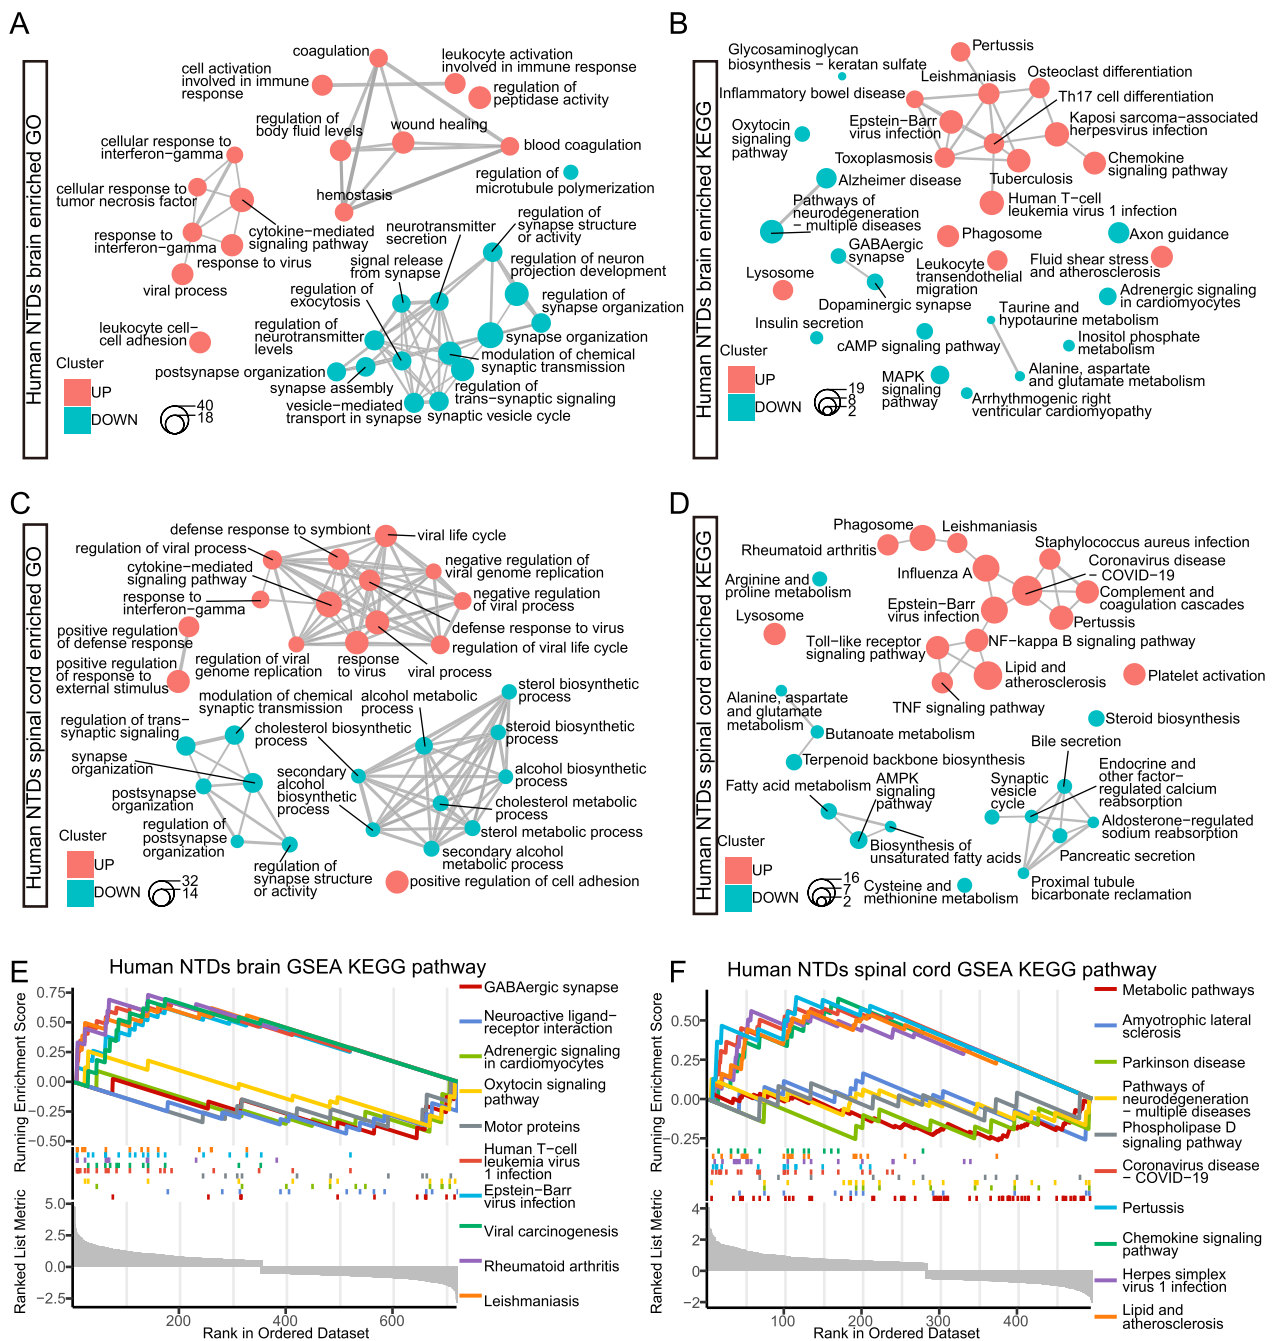 A
Human NTDs brain enriched GO
coagulation
leukocyte activation
involved in immune response
cell activation
involved in immune
response
regulation of
peptidase activity
regulation of
body fluid levels
wound healing
blood coagulation
cellular response to
interferon−gamma
regulation of
microtubule polymerization
cellular response to
tumor necrosis factor
hemostasis
response to
interferon−gamma
cytokine−mediated
signaling pathway
response to virus
viral process
neurotransmitter
secretion
regulation of
synapse structure
or activity
signal release
from synapse
regulation of neuron
projection development
regulation of
exocytosis
regulation of
synapse organization
leukocyte cell−
cell adhesion
regulation of
neurotransmitter
levels
synapse organization
modulation of chemical
synaptic transmission
postsynapse organization
synapse assembly
regulation of
trans−synaptic signaling
vesicle−mediated
transport in synapse
synaptic vesicle cycle
Cluster
UP
DOWN
40
18
B
Human NTDs brain enriched KEGG
Glycosaminoglycan
biosynthesis − keratan sulfate
Pertussis
Leishmaniasis
Osteoclast differentiation
Inflammatory bowel disease
Th17 cell differentiation
Oxytocin
signaling
pathway
Epstein−Barr
virus infection
Kaposi sarcoma−associated
herpesvirus infection
Toxoplasmosis
Chemokine
signaling pathway
Alzheimer disease
Tuberculosis
Pathways of
neurodegeneration
− multiple diseases
Human T−cell
leukemia virus 1 infection
Phagosome
Axon guidance
GABAergic
synapse
Leukocyte
transendothelial
migration
Fluid shear stress
and atherosclerosis
Lysosome
Dopaminergic synapse
Adrenergic signaling
in cardiomyocytes
Taurine and
hypotaurine metabolism
Insulin secretion
cAMP signaling pathway
Inositol phosphate
metabolism
MAPK
signaling
pathway
Alanine, aspartate
and glutamate metabolism
Arrhythmogenic right
ventricular cardiomyopathy
Cluster
UP
DOWN
19
8
2
C
Human NTDs spinal cord enriched GO
defense response to symbiont
viral life cycle
regulation of viral process
cytokine−mediated
signaling pathway
negative regulation of
viral genome replication
response to
interferon−gamma
negative regulation
of viral process
positive regulation
of defense response
defense response to virus
regulation of viral life cycle
positive regulation
of response to
external stimulus
regulation of viral
genome replication
response
to virus
viral process
modulation of chemical
synaptic transmission
alcohol metabolic
process
sterol biosynthetic
process
regulation of trans−
synaptic signaling
cholesterol biosynthetic
process
steroid biosynthetic
process
synapse
organization
secondary
alcohol
biosynthetic
process
alcohol biosynthetic
process
postsynapse
organization
cholesterol metabolic
process
regulation of
postsynapse
organization
sterol metabolic process
secondary alcohol
metabolic process
regulation of
synapse structure
or activity
positive regulation of cell adhesion
Cluster
UP
DOWN
32
14
D
Human NTDs spinal cord enriched KEGG
Phagosome
Leishmaniasis
Rheumatoid arthritis
Staphylococcus aureus infection
Coronavirus disease
− COVID−19
Arginine and
proline metabolism
Influenza A
Complement and
coagulation cascades
Epstein−Barr
virus infection
Lysosome
Pertussis
Toll−like receptor
signaling pathway
NF−kappa B signaling pathway
Lipid and
atherosclerosis
Platelet activation
TNF signaling pathway
Alanine, aspartate
and glutamate
metabolism
Steroid biosynthesis
Butanoate metabolism
Bile secretion
Terpenoid backbone biosynthesis
Endocrine and
other factor−
regulated calcium
reabsorption
Fatty acid metabolism
AMPK
signaling
pathway
Synaptic
vesicle
cycle
Aldosterone−regulated
sodium reabsorption
Biosynthesis of
unsaturated fatty acids
Pancreatic secretion
Cysteine and
methionine metabolism
Proximal tubule
bicarbonate reclamation
Cluster
UP
DOWN
16
7
2
E
Human NTDs brain GSEA KEGG pathway
Running Enrichment Score
0.75
0.50
0.25
0.00
−0.25
−0.50
Ranked List Metric
5.0
2.5
0.0
−2.5
200
400
600
Rank in Ordered Dataset
GABAergic synapse
Neuroactive ligand−
receptor interaction
Adrenergic signaling
in cardiomyocytes
Oxytocin signaling
pathway
Motor proteins
Human T−cell
leukemia virus
1 infection
Epstein−Barr
virus infection
Viral carcinogenesis
Rheumatoid arthritis
Leishmaniasis
F
Human NTDs spinal cord GSEA KEGG pathway
Running Enrichment Score
0.50
0.25
0.00
−0.25
Ranked List Metric
4
2
0
−2
100
200
300
400
Rank in Ordered Dataset
Metabolic pathways
Amyotrophic lateral
sclerosis
Parkinson disease
Pathways of
neurodegeneration
− multiple diseases
Phospholipase D
signaling pathway
Coronavirus disease
− COVID−19
Pertussis
Chemokine signaling
pathway
Herpes simplex
virus 1 infection
Lipid and
atherosclerosis